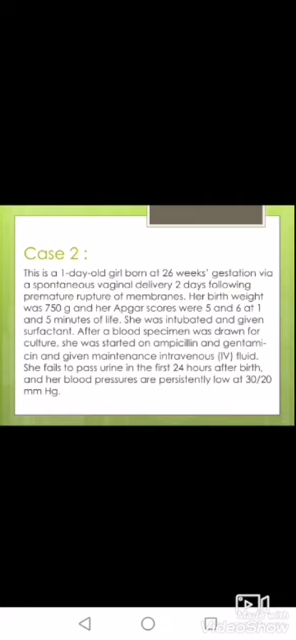 Case 2 :
This is a 1-day-old girl born at 26 weeks' gestation via
a spontaneous vaginal delivery 2 days following
premature rupture of membranes. Her birth weight
was 750 g and her Apgar scores were 5 and 6 at 1
and 5 minutes of life. She was intubated and given
surfactant. After a blood specimen was drawn for
culture, she was started on ampicillin and gentami-
cin and given maintenance intravenous (IV) fluid.
She fails to pass urine in the first 24 hours after birth,
and her blood pressures are persistently low at 30/20
mm Hg.
Made with
VideoShow